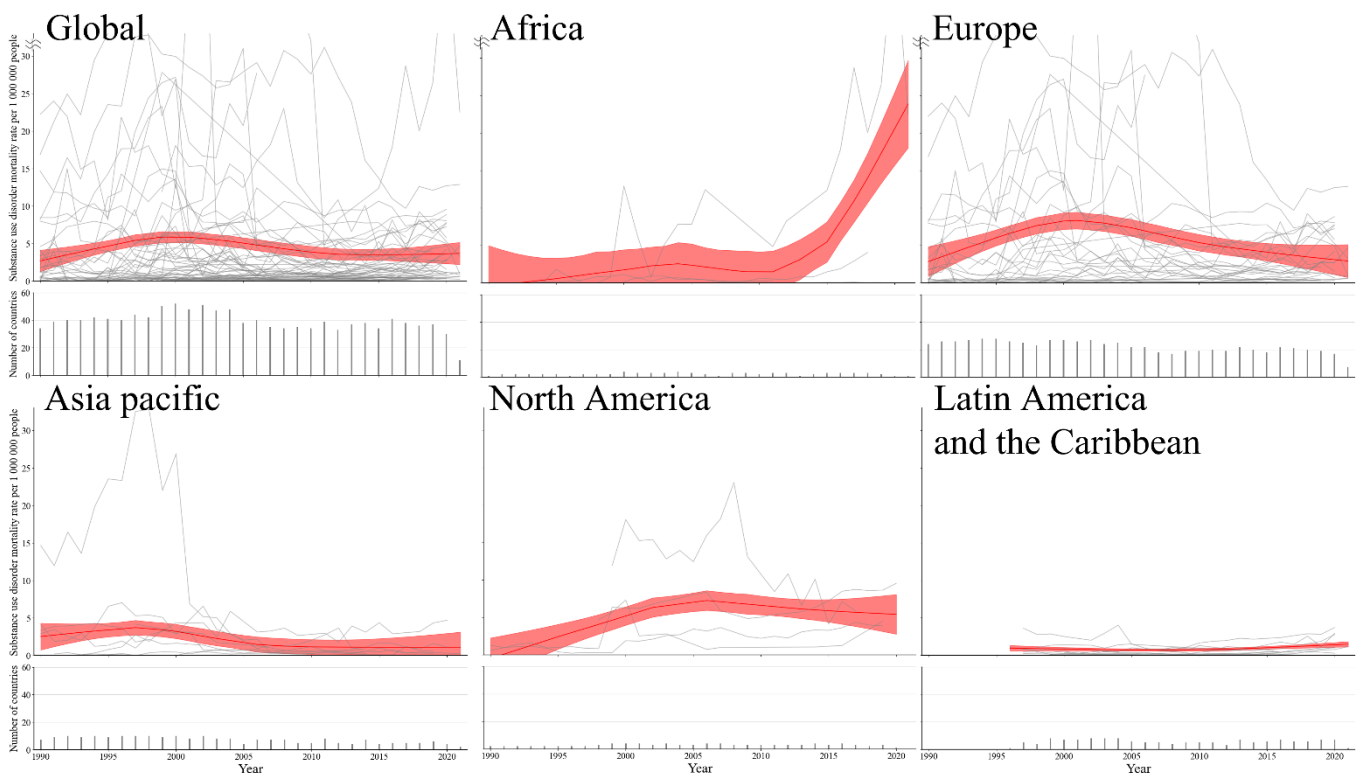 Global
Africa
Europe
Substance use disorder mortality rate per 1 000 000 people
30
25
20
15
10
5
0
Number of countries
60
40
20
0
Asia pacific
North America
Latin America
and the Caribbean
Substance use disorder mortality rate per 1 000 000 people
30
25
20
15
10
5
0
Number of countries
60
40
20
0
1990 1995 2000 2005 2010 2015 2020
Year
1990 1995 2000 2005 2010 2015 2020
Year
1990 1995 2000 2005 2010 2015 2020
Year